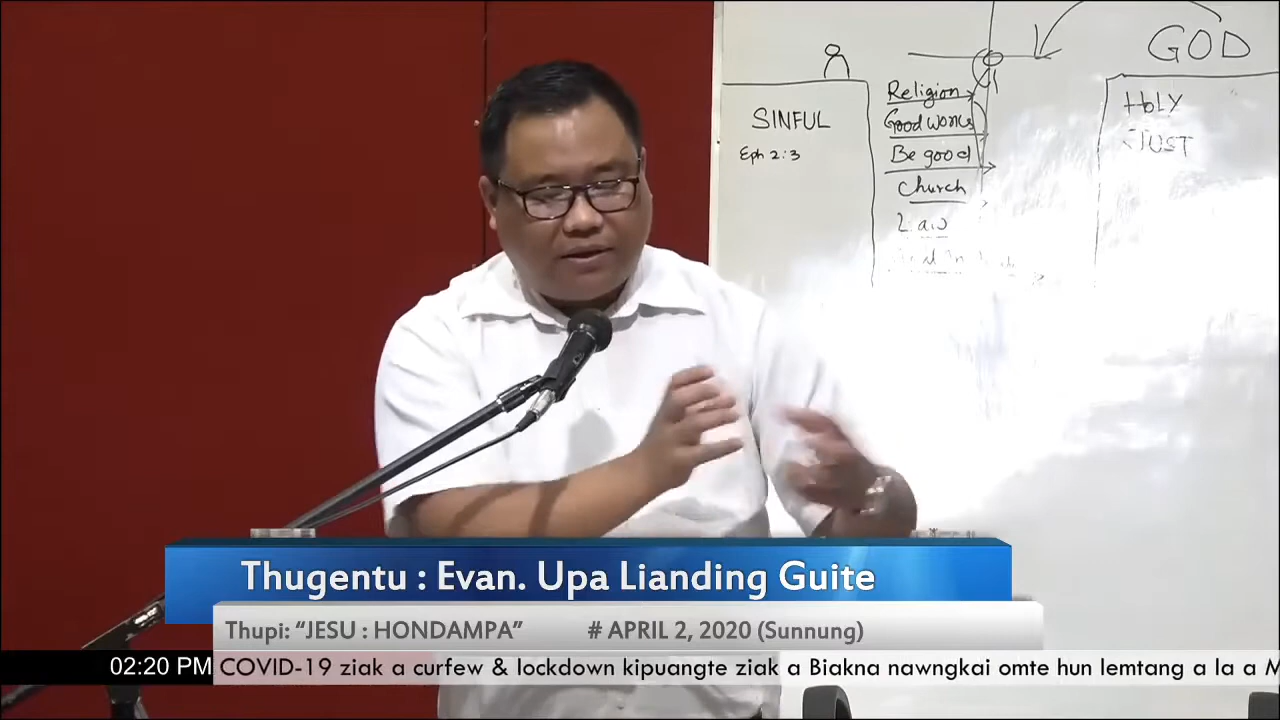 GOD
Religion
HOLY
SINFUL
Good works
JUST
Eph 2:3
Be good
Church
Law
Thugentu : Evan. Upa Lianding Guite
Thupi: “JESU : HONDAMPA” # APRIL 2, 2020 (Sunnung)
02:20 PM COVID-19 ziak a curfew & lockdown kipuangte ziak a Biakna nawngkai omte hun lemtang a la a M